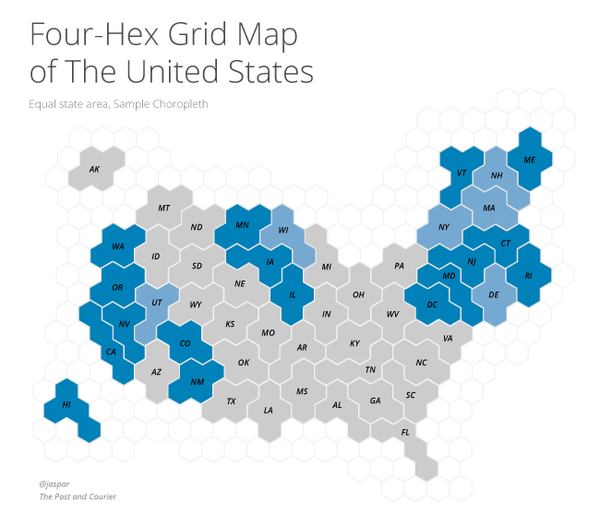 Four-Hex Grid Map
of The United States
Equal state area, Sample Choropleth
ME
AK
VT
NH
MT
MA
ND
MN
WI
NY
WA
CT
ID
IA
SD
MI
PA
NJ
RI
MD
OR
NE
IL
OH
DE
UT
WY
DC
IN
WV
NV
KS
MO
VA
CO
AR
KY
CA
OK
NC
AZ
TN
NM
MS
SC
TX
GA
HI
LA
AL
FL
@jaspar
The Post and Courier